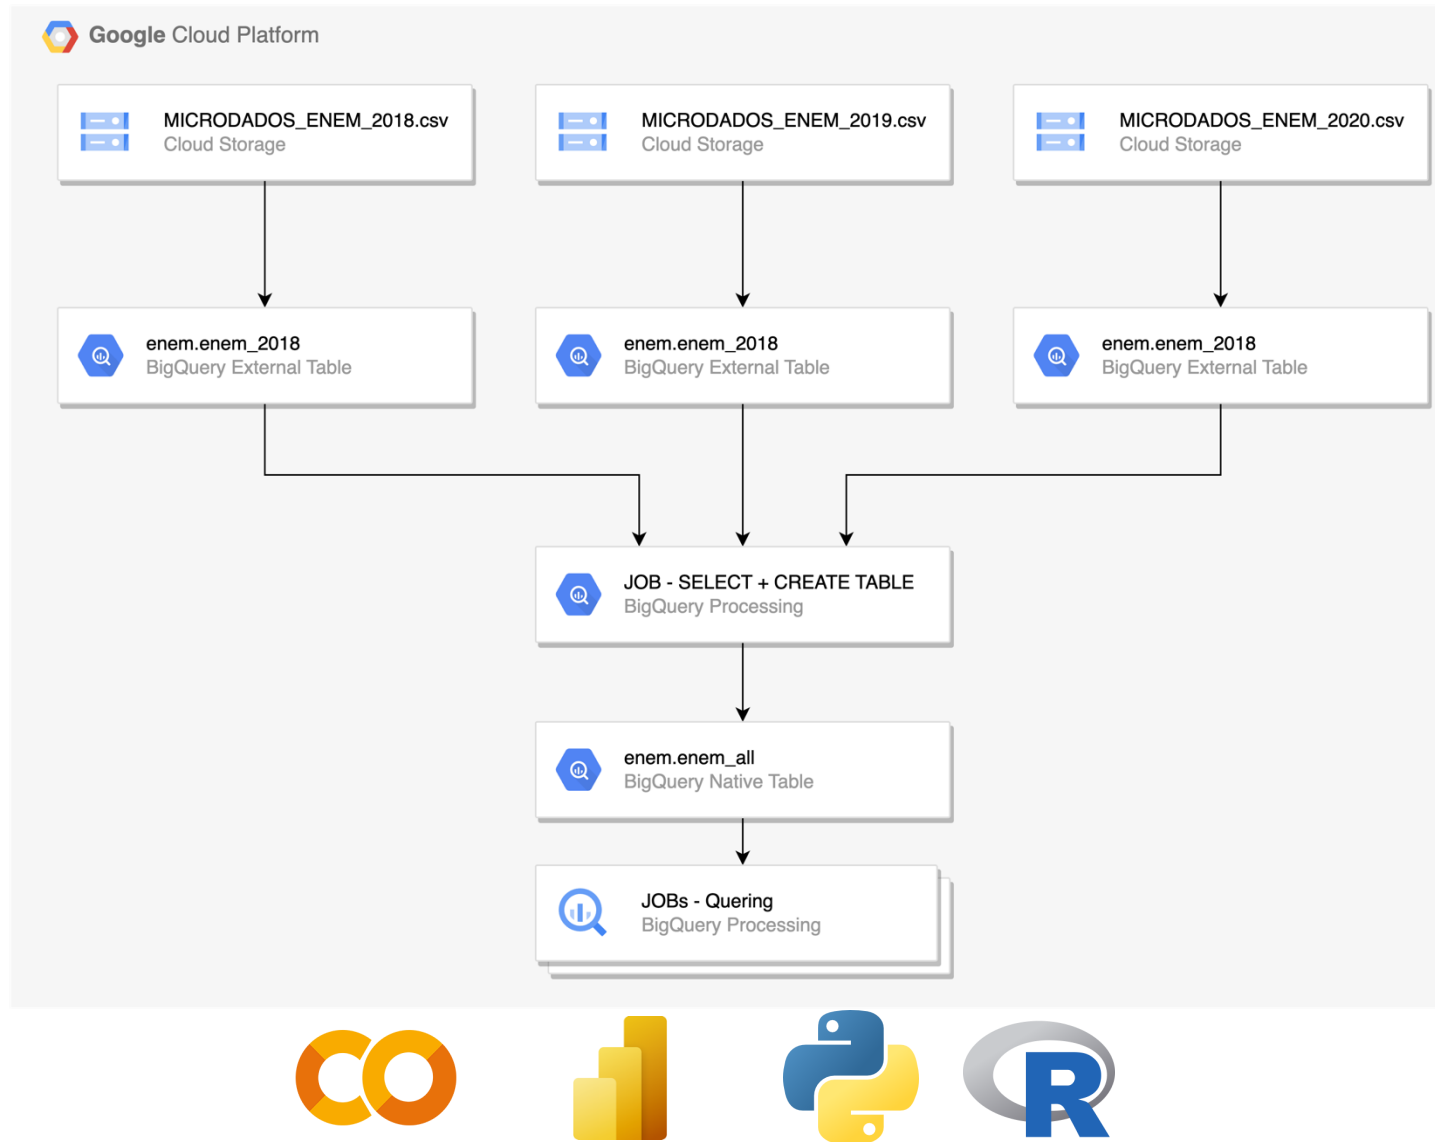 Google Cloud Platform
MICRODADOS_ENEM_2018.csv
Cloud Storage
MICRODADOS_ENEM_2019.csv
Cloud Storage
MICRODADOS_ENEM_2020.csv
Cloud Storage
enem.enem_2018
BigQuery External Table
enem.enem_2018
BigQuery External Table
enem.enem_2018
BigQuery External Table
JOB - SELECT + CREATE TABLE
BigQuery Processing
enem.enem_all
BigQuery Native Table
JOBs - Quering
BigQuery Processing
R